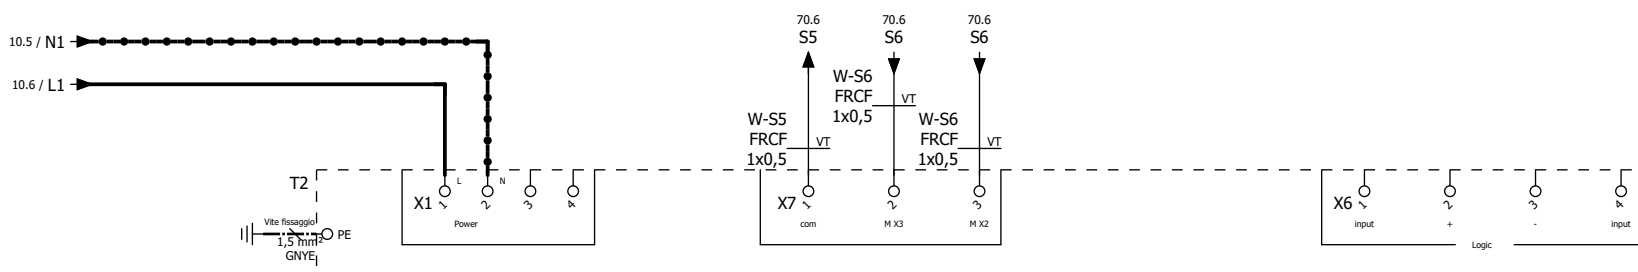 70.6 70.6 70.6
S5 S6 S6
10.5 / N1
10.6 / L1
W-S6
FRCF VT
1x0,5
W-S5 W-S6
FRCF VT FRCF VT
1x0,5 1x0,5
T2
L N
X1 1 2 3 4
Power
X7 1 2 3
com M X3 M X2
X6 1 2 3 4
input + - input
Logic
Vite fissaggio
PE
1,5 mm²
GNYE